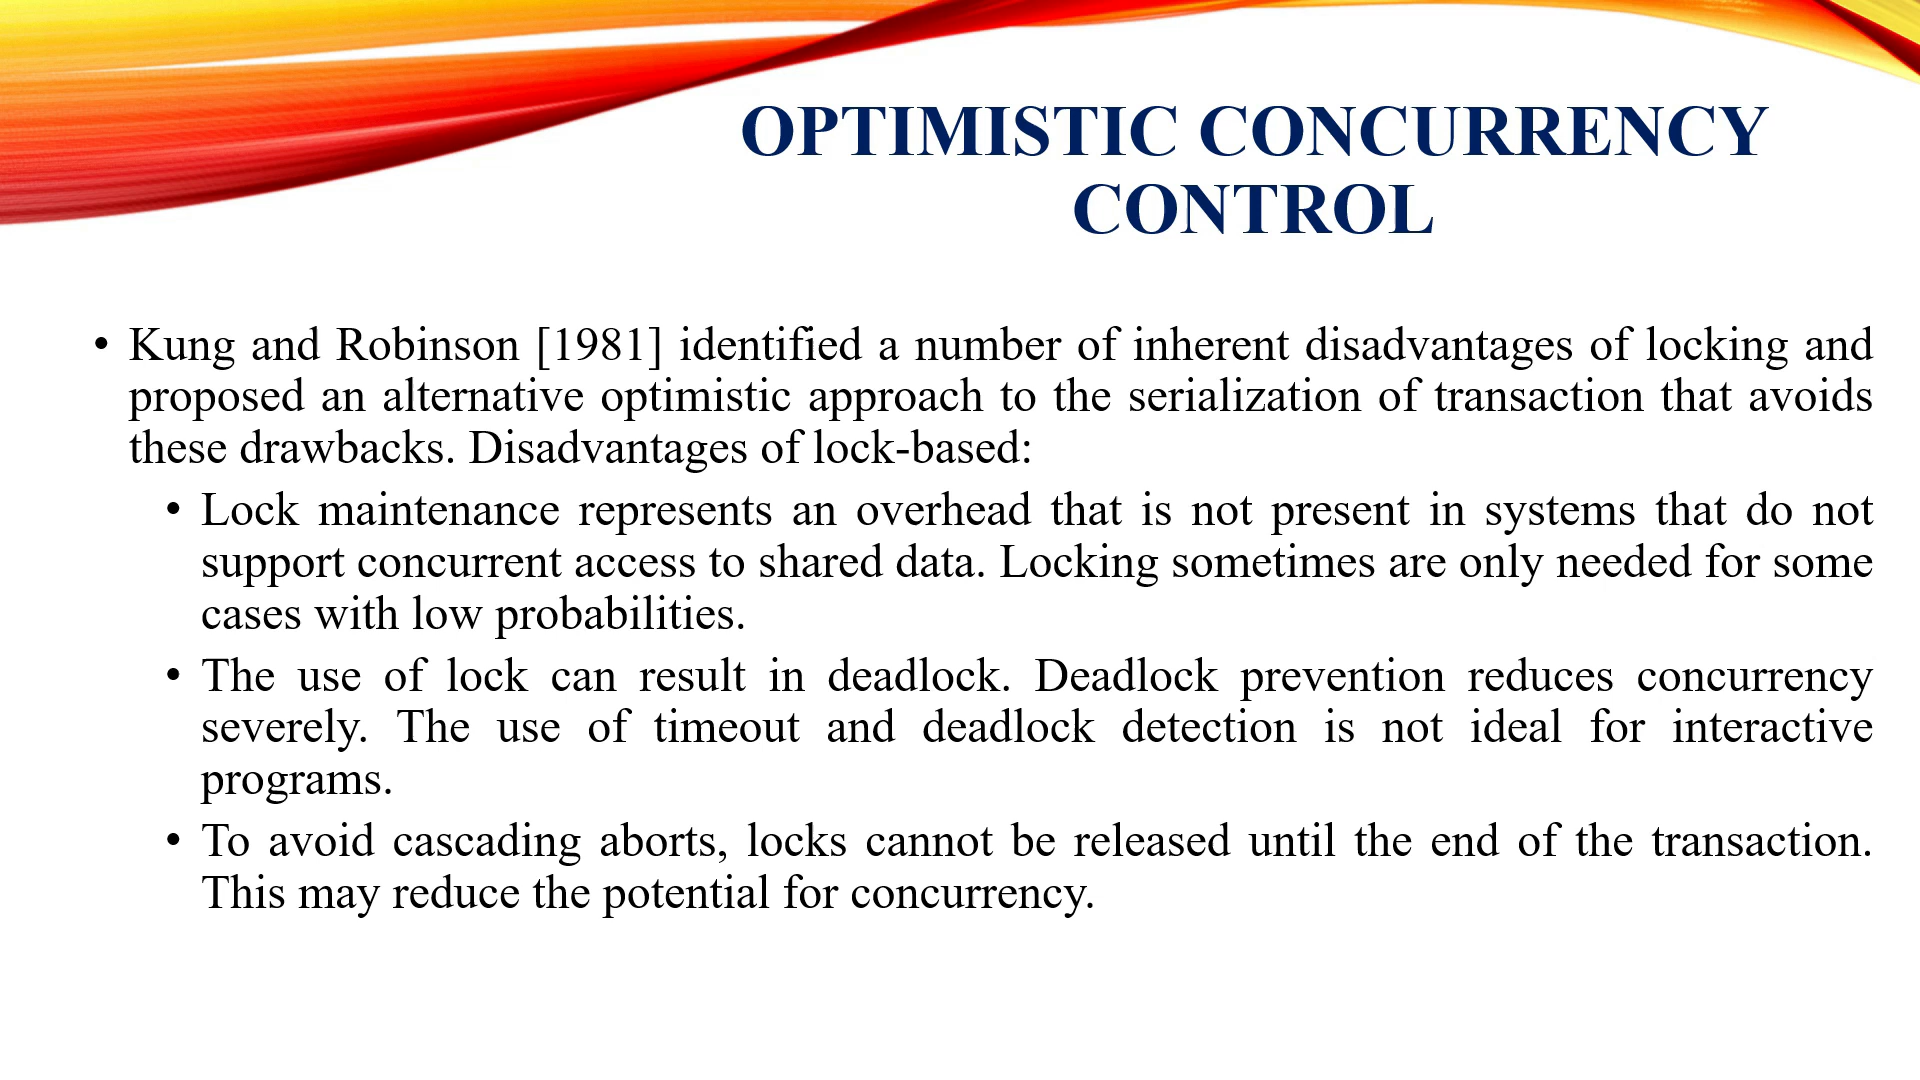 OPTIMISTIC CONCURRENCY
CONTROL
• Kung and Robinson [1981] identified a number of inherent disadvantages of locking and
proposed an alternative optimistic approach to the serialization of transaction that avoids
these drawbacks. Disadvantages of lock-based:
• Lock maintenance represents an overhead that is not present in systems that do not
support concurrent access to shared data. Locking sometimes are only needed for some
cases with low probabilities.
• The use of lock can result in deadlock. Deadlock prevention reduces concurrency
severely. The use of timeout and deadlock detection is not ideal for interactive
programs.
• To avoid cascading aborts, locks cannot be released until the end of the transaction.
This may reduce the potential for concurrency.